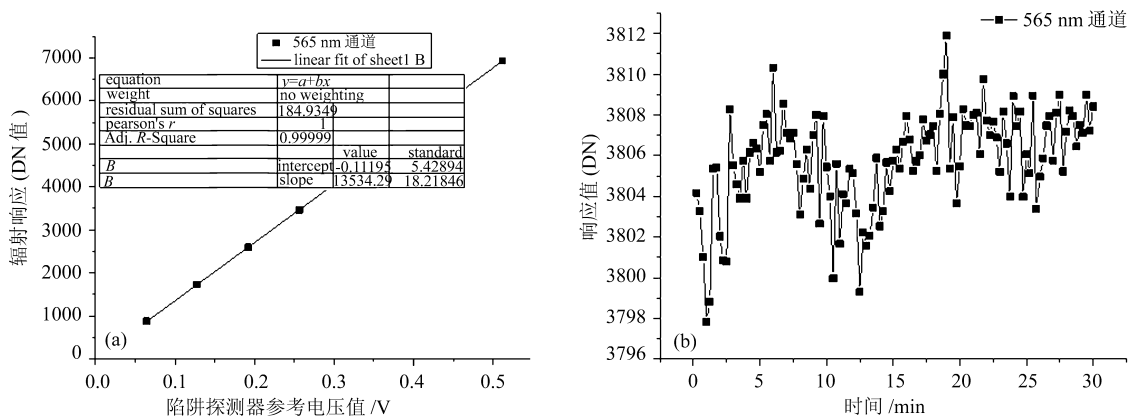 565 nm 通道
linear fit of sheet1 B
equation y=a+bx
weight no weighting
residual sum of squares 184.9349
pearson's r
Adj. R-Square 0.99999
value standard
B intercept -0.11195 5.42894
B slope 13534.29 18.21846
7000
6000
5000
4000
3000
2000
1000
0
辐射响应 (DN 值)
(a)
0.0 0.1 0.2 0.3 0.4 0.5
陷阱探测器参考电压值 /V
565 nm 通道
3812
3810
3808
3806
3804
3802
3800
3798
3796
响应值 (DN)
(b)
0 5 10 15 20 25 30
时间 /min